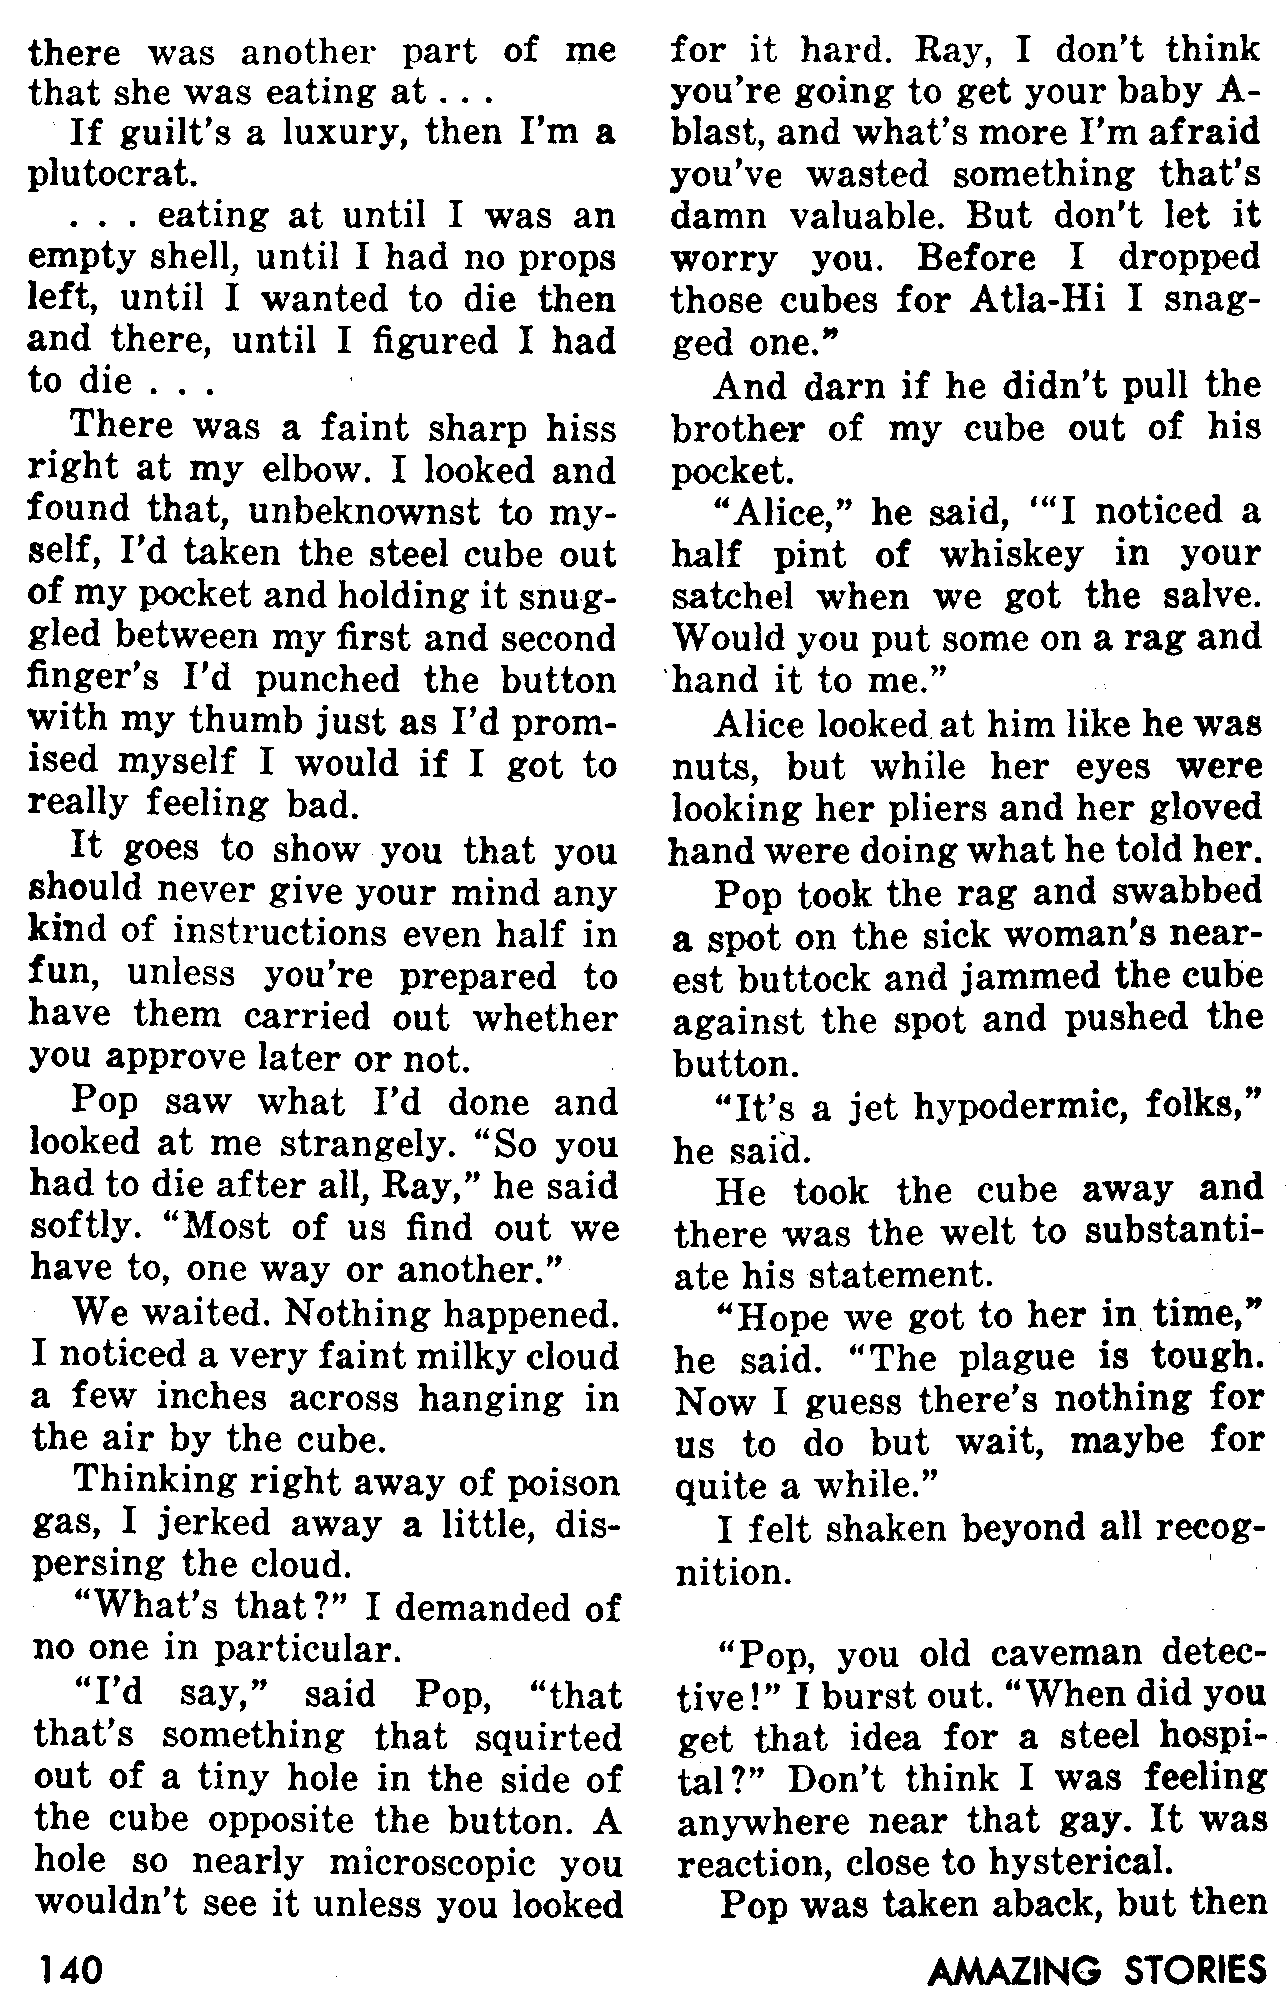 there was another part of me
that she was eating at . . .
If guilt's a luxury, then I'm a
plutocrat.
. . . eating at until I was an
empty shell, until I had no props
left, until I wanted to die then
and there, until I figured I had
to die . . .
There was a faint sharp hiss
right at my elbow. I looked and
found that, unbeknownst to my-
self, I'd taken the steel cube out
of my pocket and holding it snug-
gled between my first and second
finger's I'd punched the button
with my thumb just as I'd prom-
ised myself I would if I got to
really feeling bad.
It goes to show you that you
should never give your mind any
kind of instructions even half in
fun, unless you're prepared to
have them carried out whether
you approve later or not.
Pop saw what I'd done and
looked at me strangely. “So you
had to die after all, Ray,” he said
softly. “Most of us find out we
have to, one way or another.”
We waited. Nothing happened.
I noticed a very faint milky cloud
a few inches across hanging in
the air by the cube.
Thinking right away of poison
gas, I jerked away a little, dis-
persing the cloud.
“What's that?” I demanded of
no one in particular.
“I'd say,” said Pop, “that
that's something that squirted
out of a tiny hole in the side of
the cube opposite the button. A
hole so nearly microscopic you
wouldn't see it unless you looked
for it hard. Ray, I don't think
you're going to get your baby A-
blast, and what's more I'm afraid
you've wasted something that's
damn valuable. But don't let it
worry you. Before I dropped
those cubes for Atla-Hi I snag-
ged one.”
And darn if he didn't pull the
brother of my cube out of his
pocket.
“Alice,” he said, ‘“I noticed a
half pint of whiskey in your
satchel when we got the salve.
Would you put some on a rag and
hand it to me.”
Alice looked at him like he was
nuts, but while her eyes were
looking her pliers and her gloved
hand were doing what he told her.
Pop took the rag and swabbed
a spot on the sick woman's near-
est buttock and jammed the cube
against the spot and pushed the
button.
“It's a jet hypodermic, folks,”
he said.
He took the cube away and
there was the welt to substanti-
ate his statement.
“Hope we got to her in time,”
he said. “The plague is tough.
Now I guess there's nothing for
us to do but wait, maybe for
quite a while.”
I felt shaken beyond all recog-
nition.
“Pop, you old caveman detec-
tive!” I burst out. “When did you
get that idea for a steel hospi-
tal?” Don't think I was feeling
anywhere near that gay. It was
reaction, close to hysterical.
Pop was taken aback, but then
140
AMAZING STORIES